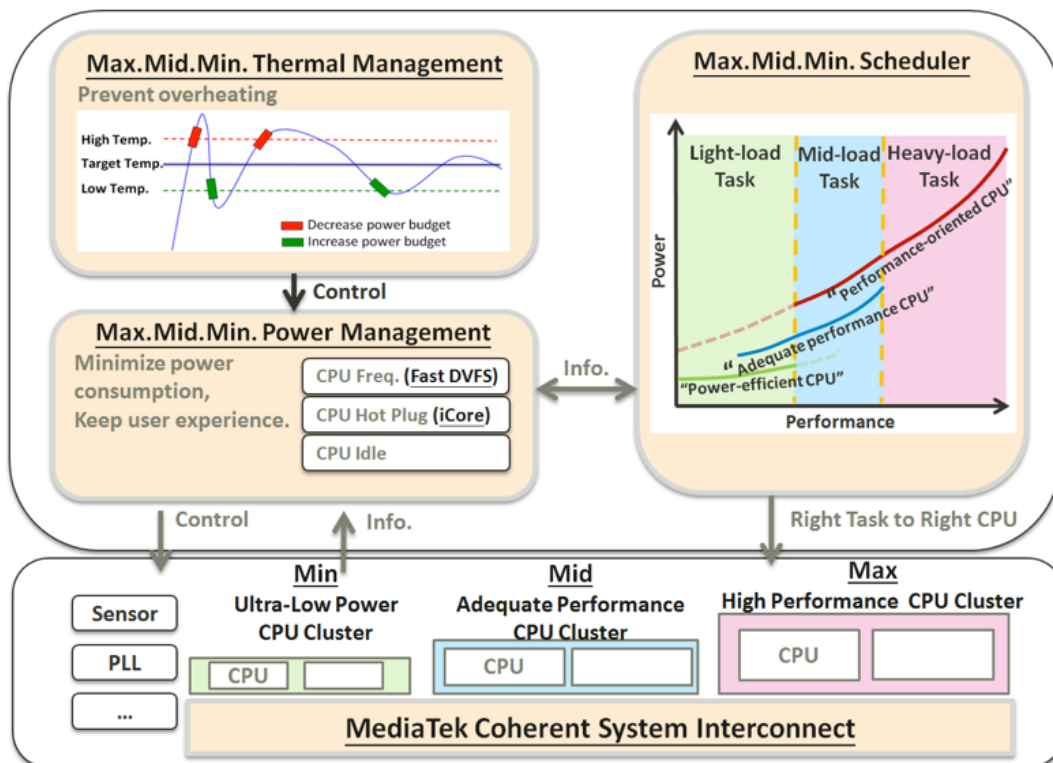 Max.Mid.Min. Thermal Management
Prevent overheating
High Temp.
Target Temp.
Low Temp.
Decrease power budget
Increase power budget
Control
Max.Mid.Min. Power Management
Minimize power
consumption,
Keep user experience.
CPU Freq. (Fast DVFS)
CPU Hot Plug (iCore)
CPU Idle
Info.
Max.Mid.Min. Scheduler
Light-load
Task
Mid-load
Task
Heavy-load
Task
Power
“Performance-oriented CPU”
“Adequate performance CPU”
“Power-efficient CPU”
Performance
Control
Info.
Right Task to Right CPU
Sensor
PLL
...
Min
Ultra-Low Power
CPU Cluster
CPU
Mid
Adequate Performance
CPU Cluster
CPU
Max
High Performance CPU Cluster
CPU
MediaTek Coherent System Interconnect